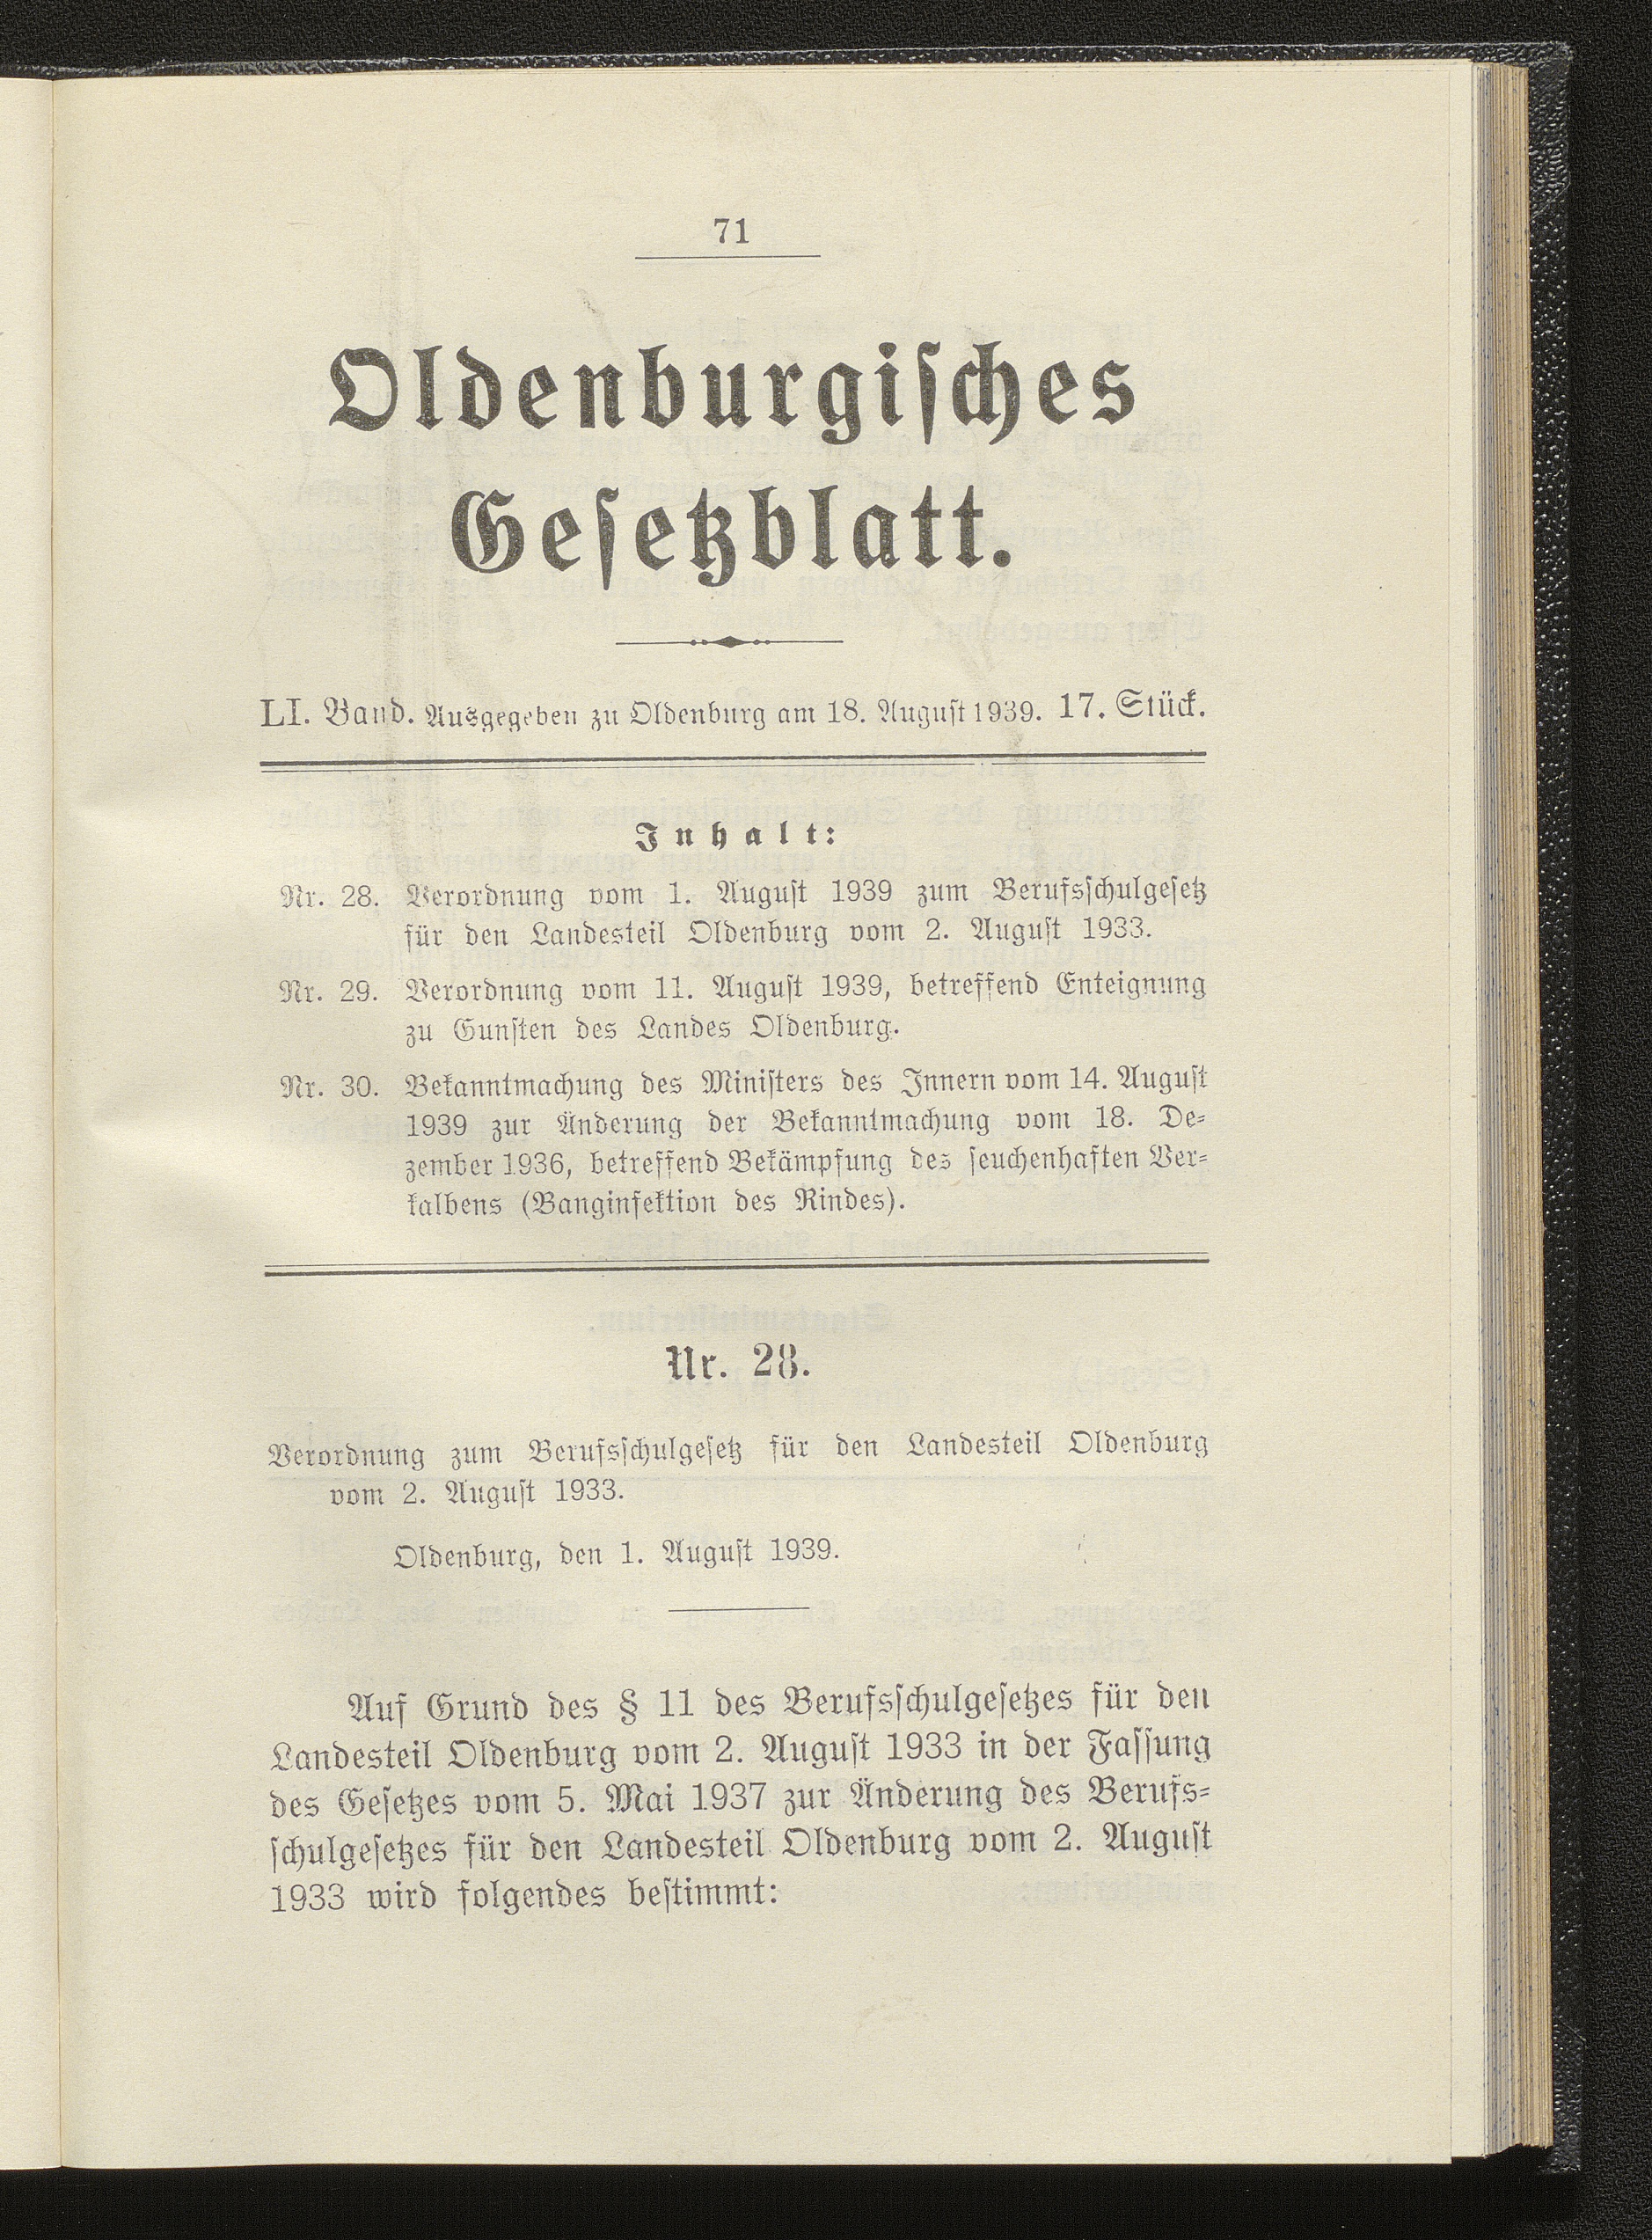 71
Oldenburgisches
Gesetzblatt.
LI. Band. Ausgegeben zu Oldenburg am 18. August 1939. 17. Stück.
Inhalt:
Nr. 28. Verordnung vom 1. August 1939 zum Berufsschulgesetz
für den Landesteil Oldenburg vom 2. August 1933.
Nr. 29. Verordnung vom 11. August 1939, betreffend Enteignung
zu Gunsten des Landes Oldenburg.
Nr. 30. Bekanntmachung des Ministers des Innern vom 14. August
1939 zur Änderung der Bekanntmachung vom 18. De-
zember 1936, betreffend Bekämpfung des seuchenhaften Ver-
kalbens (Banginfektion des Rindes).
Nr. 28.
Verordnung zum Berufsschulgesetz für den Landesteil Oldenburg
vom 2. August 1933.
Oldenburg, den 1. August 1939.
Auf Grund des § 11 des Berufsschulgesetzes für den
Landesteil Oldenburg vom 2. August 1933 in der Fassung
des Gesetzes vom 5. Mai 1937 zur Änderung des Berufs-
schulgesetzes für den Landesteil Oldenburg vom 2. August
1933 wird folgendes bestimmt: